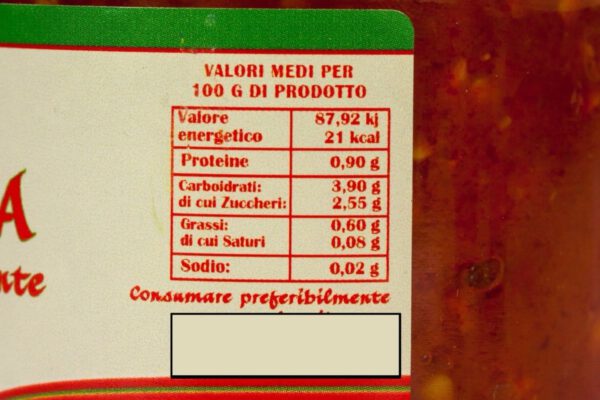 VALORI MEDI PER
100 G DI PRODOTTO
Valore 87,92 kj
energetico 21 kcal
Proteine 0,90 g
Carboidrati: 3,90 g
di cui Zuccheri: 2,55 g
Grassi: 0,60 g
di cui Saturi 0,08 g
Sodio: 0,02 g
A
nte
Consumare preferibilmente